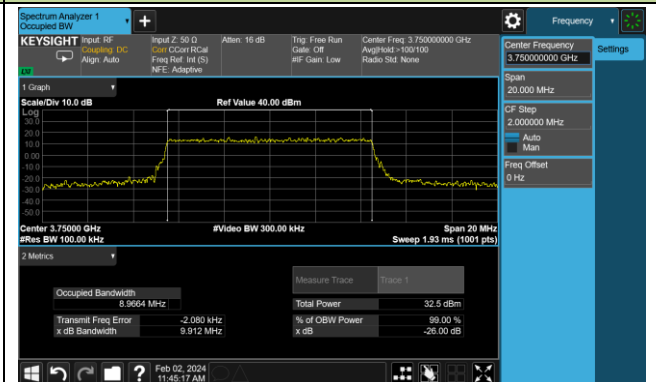 Spectrum Analyzer 1
Occupied BW
Frequency
KEYSIGHT
Input: RF
Coupling: DC
Align: Auto
Input Z: 50 Ω
Corr CCorr RCal
Freq Ref: Int (S)
NFE: Adaptive
Atten: 16 dB
Trig: Free Run
Gate: Off
#IF Gain: Low
Center Freq: 3.750000000 GHz
Avg|Hold:>100/100
Radio Std: None
Center Frequency
3.750000000 GHz
Settings
Span
20.000 MHz
CF Step
2.000000 MHz
Auto
Man
Freq Offset
0 Hz
1 Graph
Scale/Div 10.0 dB
Ref Value 40.00 dBm
Log
30.0
20.0
10.0
0.00
-10.0
-20.0
-30.0
-40.0
-50.0
Center 3.75000 GHz
#Video BW 300.00 kHz
Span 20 MHz
#Res BW 100.00 kHz
Sweep 1.93 ms (1001 pts)
2 Metrics
Measure Trace
Trace 1
Occupied Bandwidth
8.9664 MHz
Total Power
32.5 dBm
Transmit Freq Error
-2.080 kHz
% of OBW Power
99.00 %
x dB Bandwidth
9.912 MHz
x dB
-26.00 dB
Feb 02, 2024
11:45:17 AM